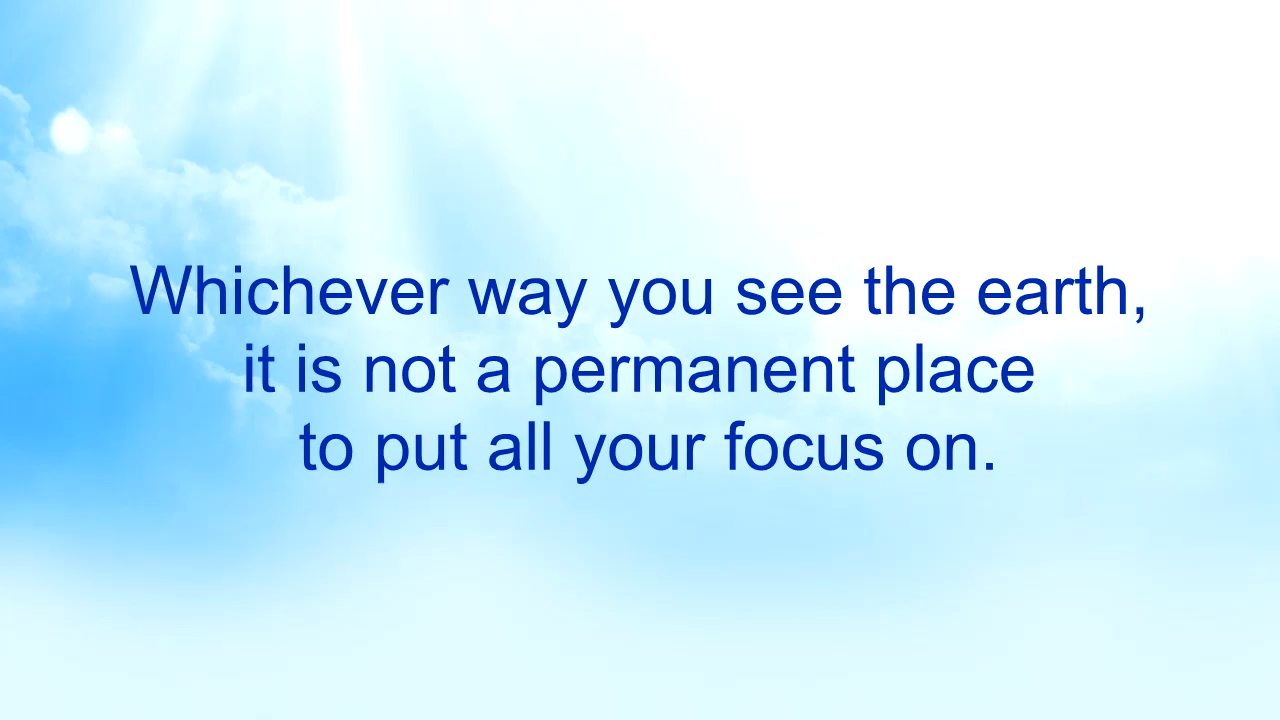 Whichever way you see the earth,
it is not a permanent place
to put all your focus on.